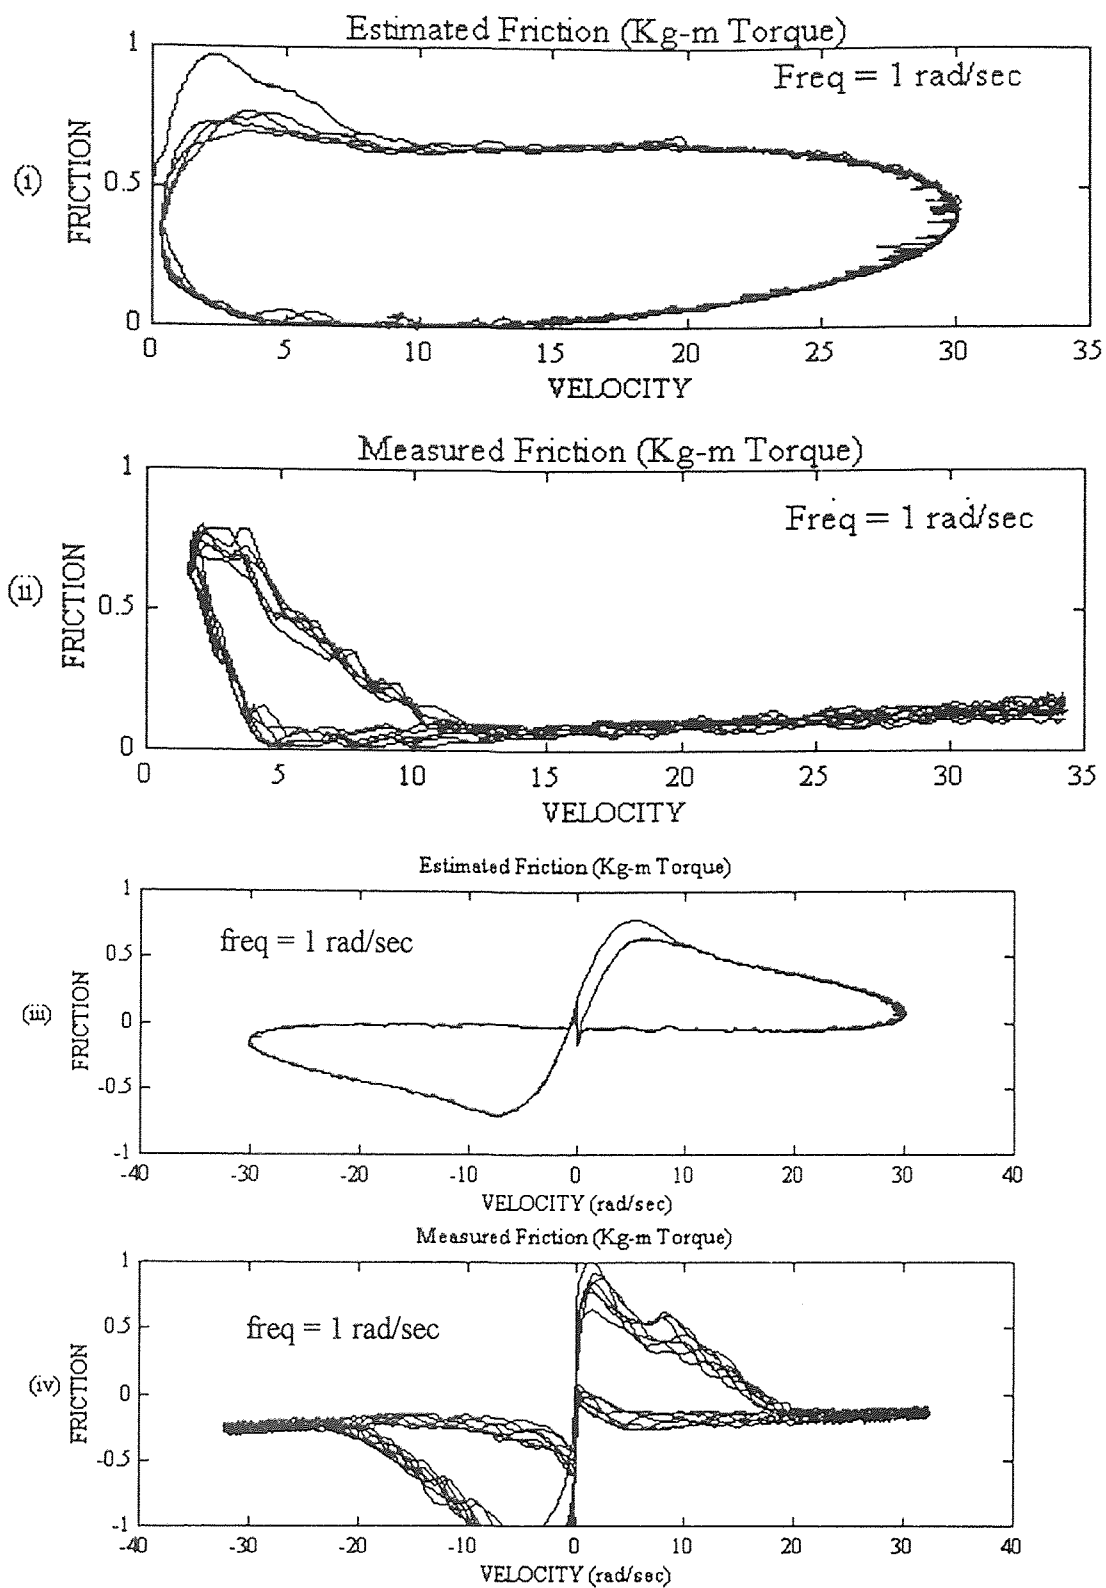 Estimated Friction (Kg-m Torque)
Freq = 1 rad/sec
(i)
FRICTION
1
0.5
0
0 5 10 15 20 25 30 35
VELOCITY
Measured Friction (Kg-m Torque)
Freq = 1 rad/sec
(ii)
FRICTION
1
0.5
0
0 5 10 15 20 25 30 35
VELOCITY
Estimated Friction (Kg-m Torque)
freq = 1 rad/sec
(iii)
FRICTION
1
0.5
0
-0.5
-1
-40 -30 -20 -10 0 10 20 30 40
VELOCITY (rad/sec)
Measured Friction (Kg-m Torque)
freq = 1 rad/sec
(iv)
FRICTION
1
0.5
0
-0.5
-1
-40 -30 -20 -10 0 10 20 30 40
VELOCITY (rad/sec)